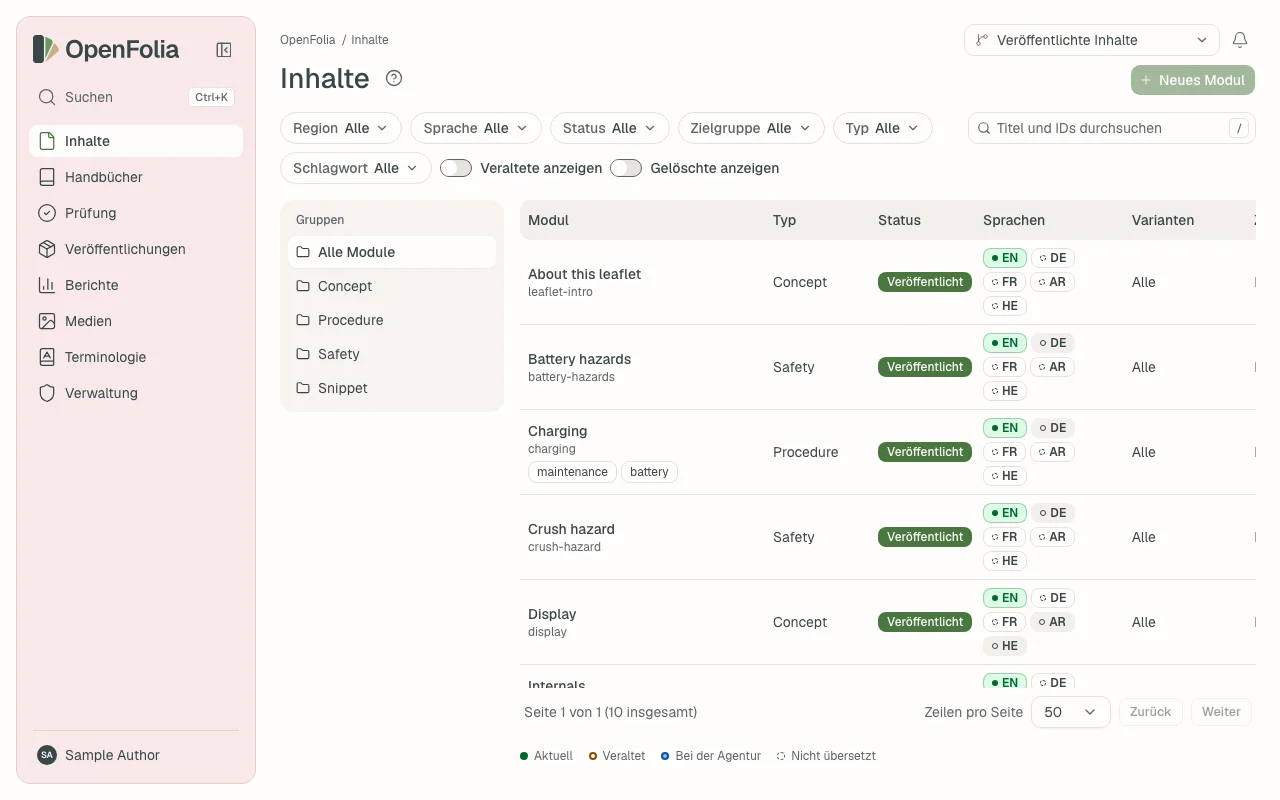 OpenFolia
Suchen
Ctrl+K
Inhalte
Handbücher
Prüfung
Veröffentlichungen
Berichte
Medien
Terminologie
Verwaltung
SA
Sample Author
OpenFolia / Inhalte
Veröffentlichte Inhalte
Inhalte
+ Neues Modul
Region Alle
Sprache Alle
Status Alle
Zielgruppe Alle
Typ Alle
Titel und IDs durchsuchen
/
Schlagwort Alle
Veraltete anzeigen
Gelöschte anzeigen
Gruppen
Alle Module
Concept
Procedure
Safety
Snippet
Modul Typ Status Sprachen Varianten
About this leaflet
leaflet-intro
Concept
Veröffentlicht
EN DE
FR AR
HE
Alle
Battery hazards
battery-hazards
Safety
Veröffentlicht
EN DE
FR AR
HE
Alle
Charging
charging
maintenance battery
Procedure
Veröffentlicht
EN DE
FR AR
HE
Alle
Crush hazard
crush-hazard
Safety
Veröffentlicht
EN DE
FR AR
HE
Alle
Display
display
Concept
Veröffentlicht
EN DE
FR AR
HE
Alle
Internals
EN DE
Seite 1 von 1 (10 insgesamt)
Zeilen pro Seite 50
Zurück
Weiter
Aktuell
Veraltet
Bei der Agentur
Nicht übersetzt